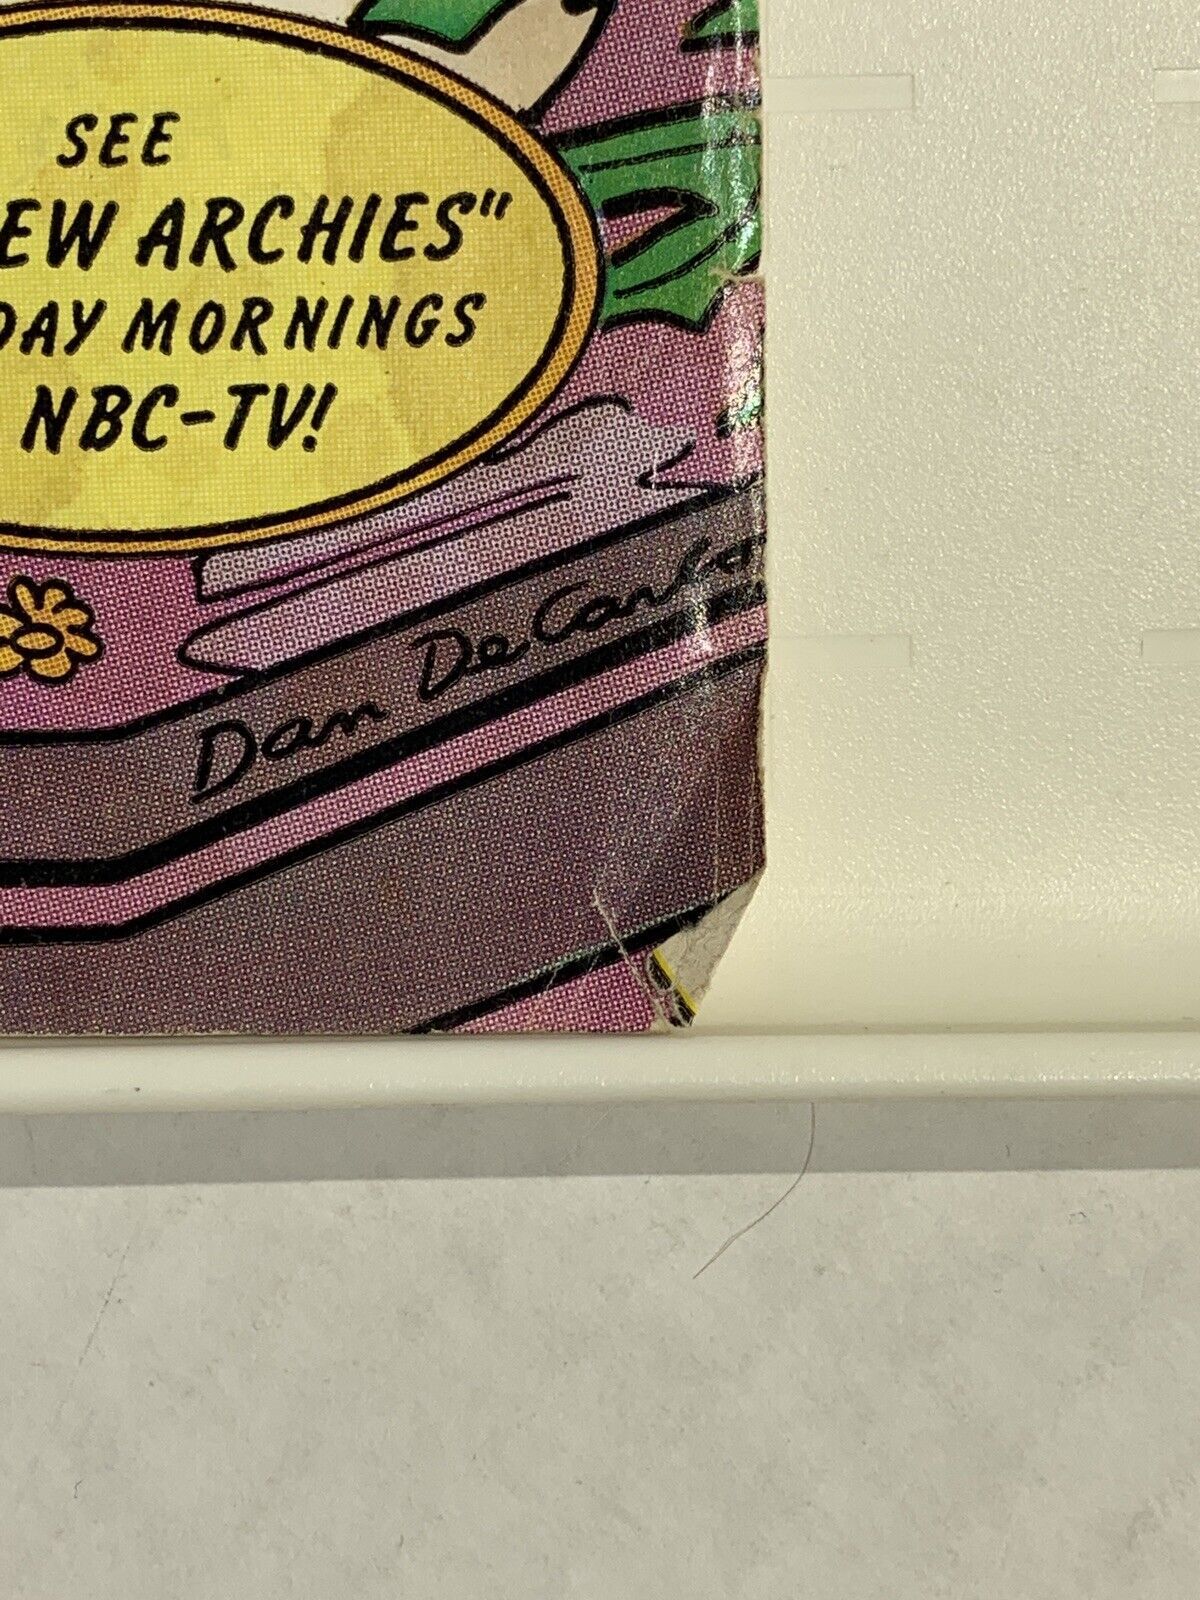 SEE
EW ARCHIES"
DAY MORNINGS
NBC-TV!
Dan DeCarlo